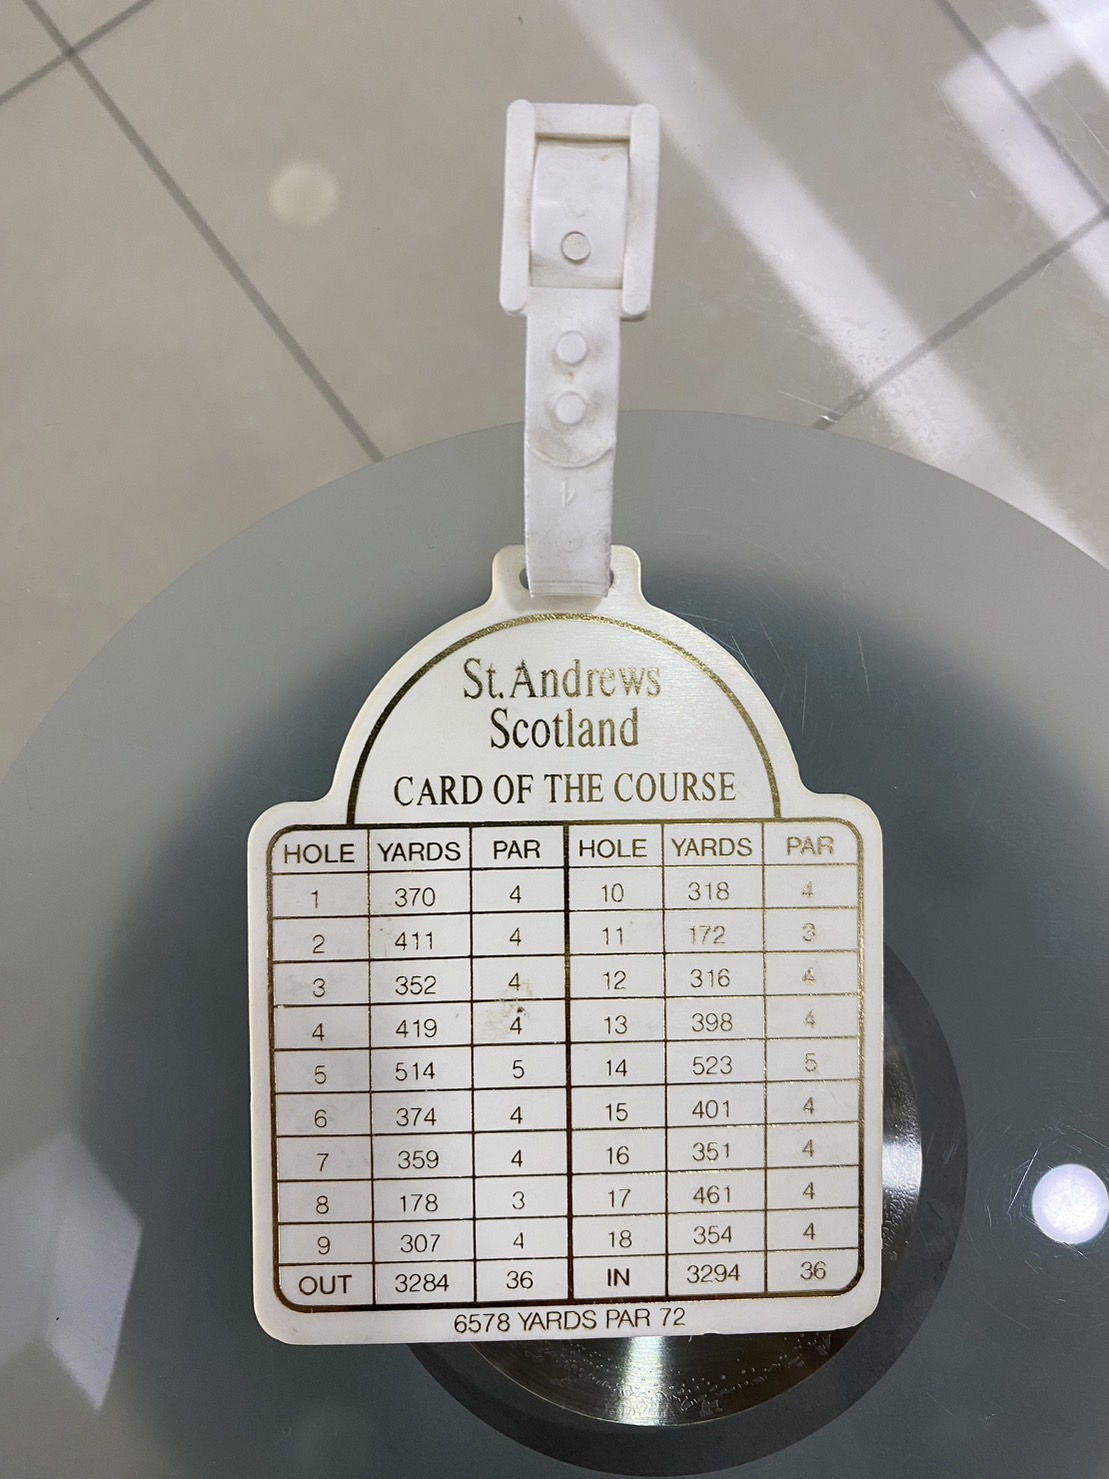 St. Andrews
Scotland
CARD OF THE COURSE
HOLE YARDS PAR HOLE YARDS PAR
1 370 4 10 318 4
2 411 4 11 172 3
3 352 4 12 316 4
4 419 4 13 398 4
5 514 5 14 523 5
6 374 4 15 401 4
7 359 4 16 351 4
8 178 3 17 461 4
9 307 4 18 354 4
OUT 3284 36 IN 3294 36
6578 YARDS PAR 72